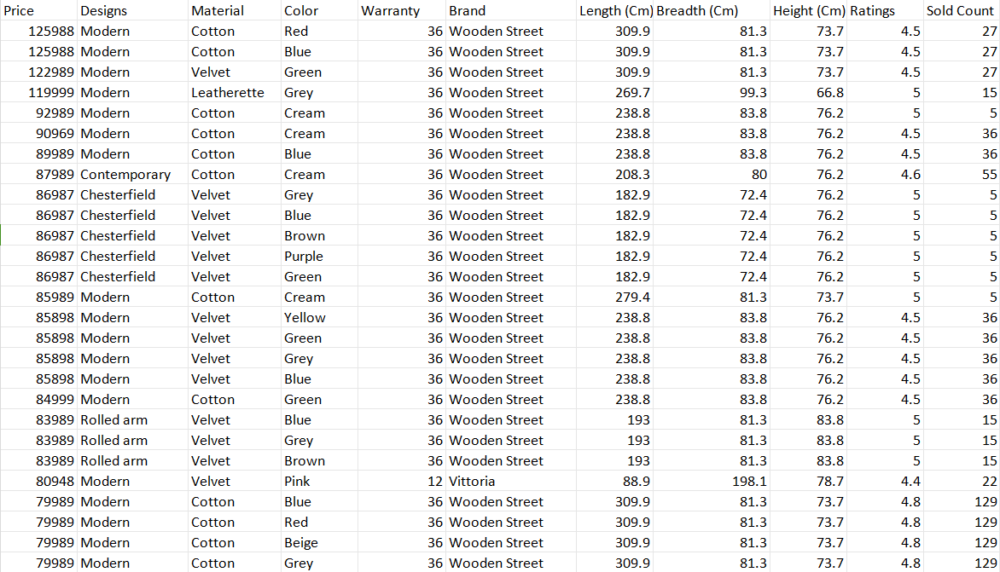 Price Designs Material Color Warranty Brand Length (Cm) Breadth (Cm) Height (Cm) Ratings Sold Count
125988 Modern Cotton Red 36 Wooden Street 309.9 81.3 73.7 4.5 27
125988 Modern Cotton Blue 36 Wooden Street 309.9 81.3 73.7 4.5 27
122989 Modern Velvet Green 36 Wooden Street 309.9 81.3 73.7 4.5 27
119999 Modern Leatherette Grey 36 Wooden Street 269.7 99.3 66.8 5 15
92989 Modern Cotton Cream 36 Wooden Street 238.8 83.8 76.2 5 5
90969 Modern Cotton Cream 36 Wooden Street 238.8 83.8 76.2 4.5 36
89989 Modern Cotton Blue 36 Wooden Street 238.8 83.8 76.2 4.5 36
87989 Contemporary Cotton Cream 36 Wooden Street 208.3 80 76.2 4.6 55
86987 Chesterfield Velvet Grey 36 Wooden Street 182.9 72.4 76.2 5 5
86987 Chesterfield Velvet Blue 36 Wooden Street 182.9 72.4 76.2 5 5
86987 Chesterfield Velvet Brown 36 Wooden Street 182.9 72.4 76.2 5 5
86987 Chesterfield Velvet Purple 36 Wooden Street 182.9 72.4 76.2 5 5
86987 Chesterfield Velvet Green 36 Wooden Street 182.9 72.4 76.2 5 5
85989 Modern Cotton Cream 36 Wooden Street 279.4 81.3 73.7 5 5
85898 Modern Velvet Yellow 36 Wooden Street 238.8 83.8 76.2 4.5 36
85898 Modern Velvet Green 36 Wooden Street 238.8 83.8 76.2 4.5 36
85898 Modern Velvet Grey 36 Wooden Street 238.8 83.8 76.2 4.5 36
85898 Modern Velvet Blue 36 Wooden Street 238.8 83.8 76.2 4.5 36
84999 Modern Cotton Green 36 Wooden Street 238.8 83.8 76.2 4.5 36
83989 Rolled arm Velvet Blue 36 Wooden Street 193 81.3 83.8 5 15
83989 Rolled arm Velvet Grey 36 Wooden Street 193 81.3 83.8 5 15
83989 Rolled arm Velvet Brown 36 Wooden Street 193 81.3 83.8 5 15
80948 Modern Velvet Pink 12 Vittoria 88.9 198.1 78.7 4.4 22
79989 Modern Cotton Blue 36 Wooden Street 309.9 81.3 73.7 4.8 129
79989 Modern Cotton Red 36 Wooden Street 309.9 81.3 73.7 4.8 129
79989 Modern Cotton Beige 36 Wooden Street 309.9 81.3 73.7 4.8 129
79989 Modern Cotton Grey 36 Wooden Street 309.9 81.3 73.7 4.8 129